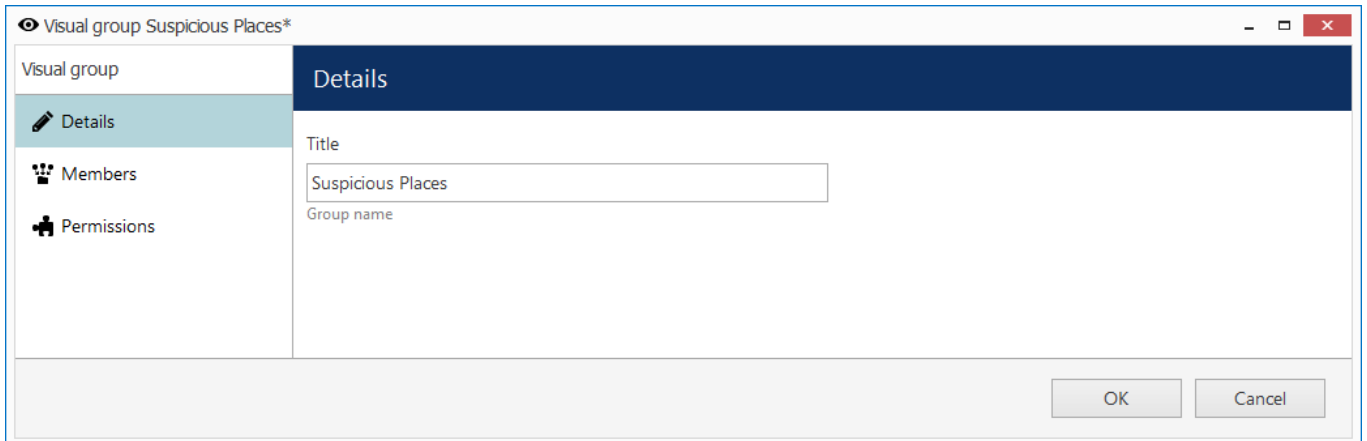 Visual group Suspicious Places*
Visual group
Details
Members
Permissions
Details
Title
Suspicious Places
Group name
OK
Cancel